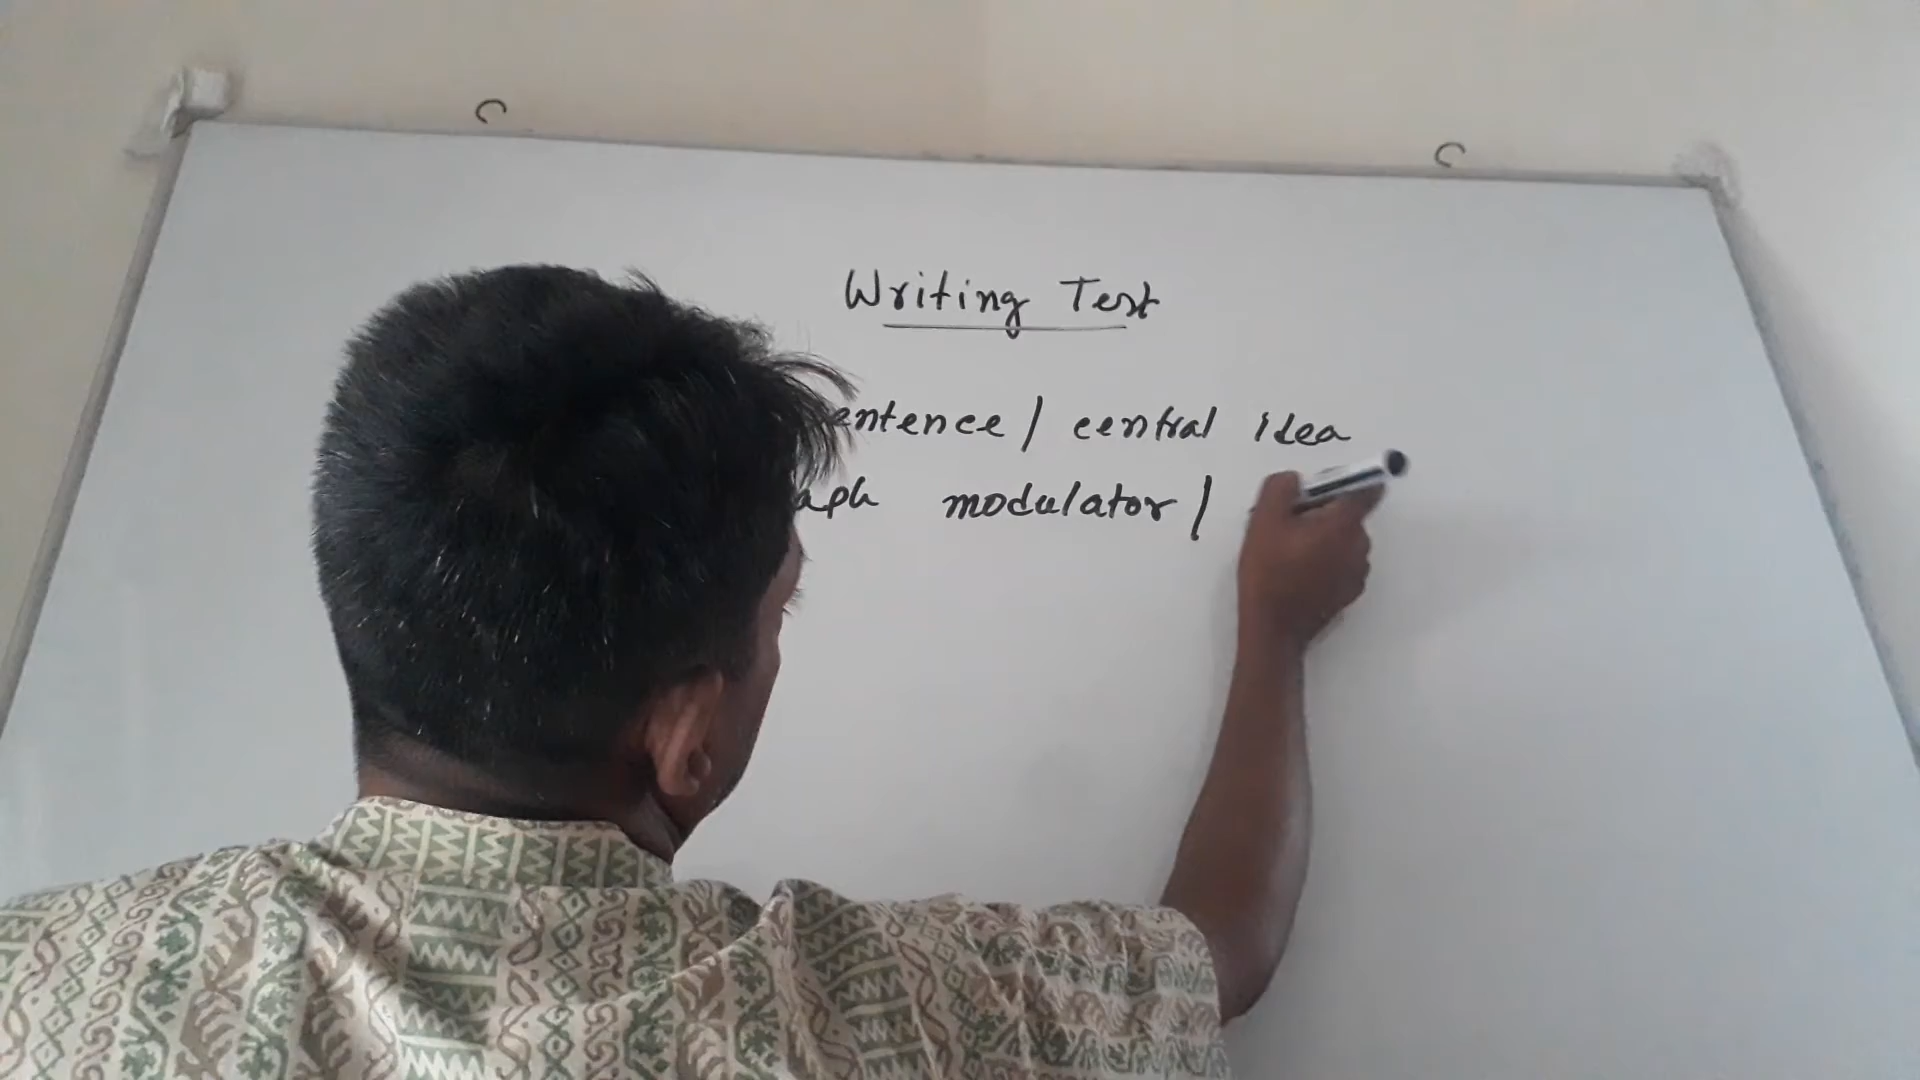 Writing Test
entence/ central idea
aph modulator/